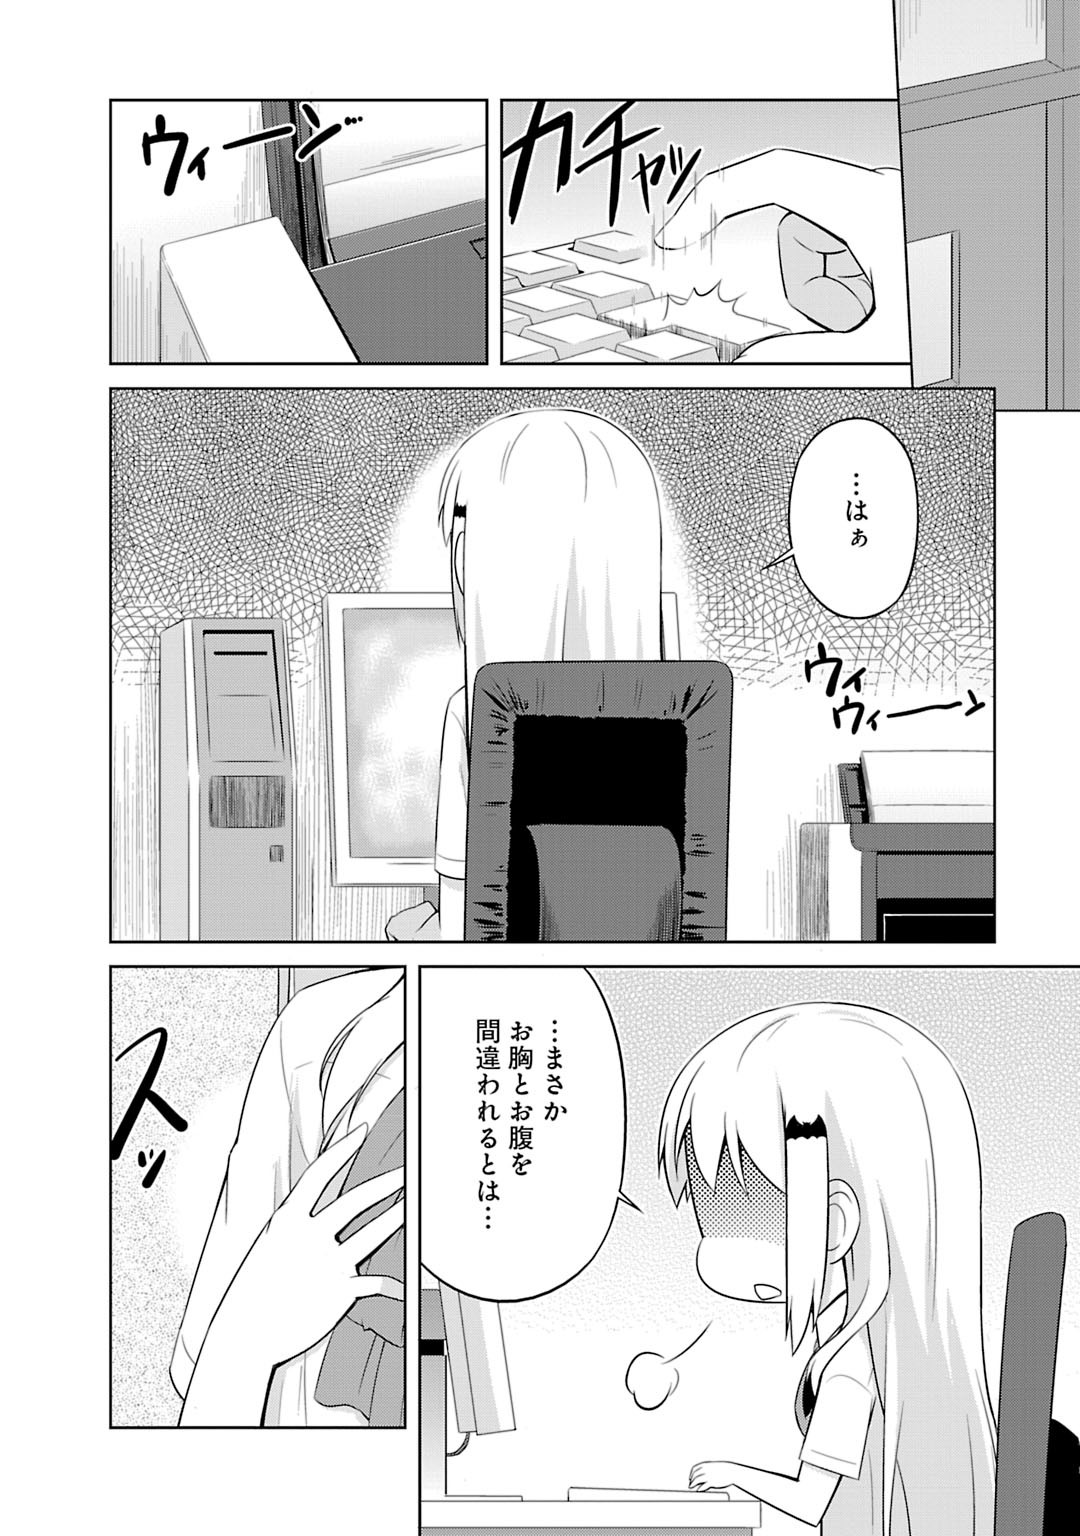 カチャッ
ウィーン…
…はぁ
ウィ
ウィーン
…まさか
お胸とお腹を
間違われるとは…
スッ